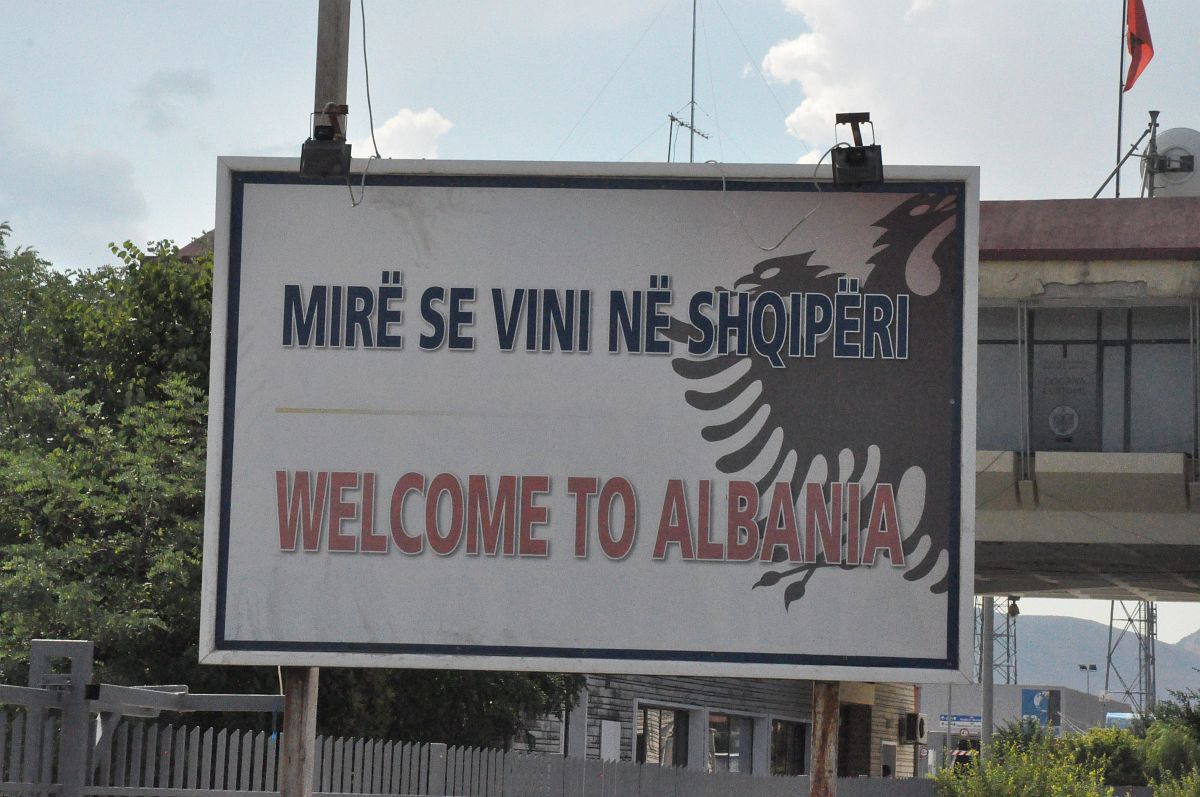 MIRË SE VINI NË SHQIPËRI
WELCOME TO ALBANIA